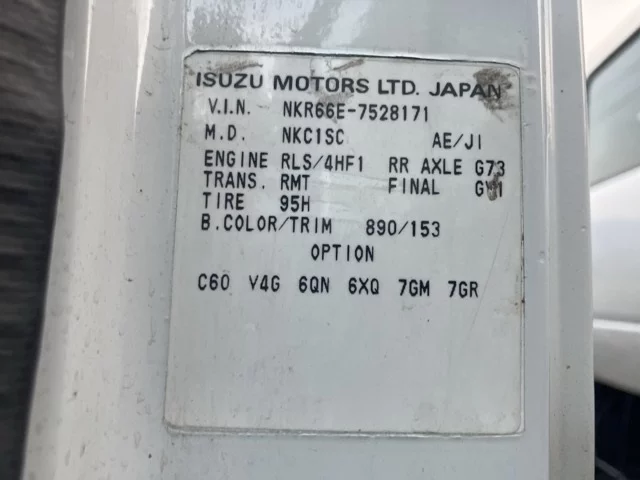 ISUZU MOTORS LTD. JAPAN
V.I.N. NKR66E-7528171
M.D. NKC1SC AE/J1
ENGINE RLS/4HF1 RR AXLE G73
TRANS. RMT FINAL
TIRE 95H
B.COLOR/TRIM 890/153
OPTION
C60 V4G 6QN 6XQ 7GM 7GR